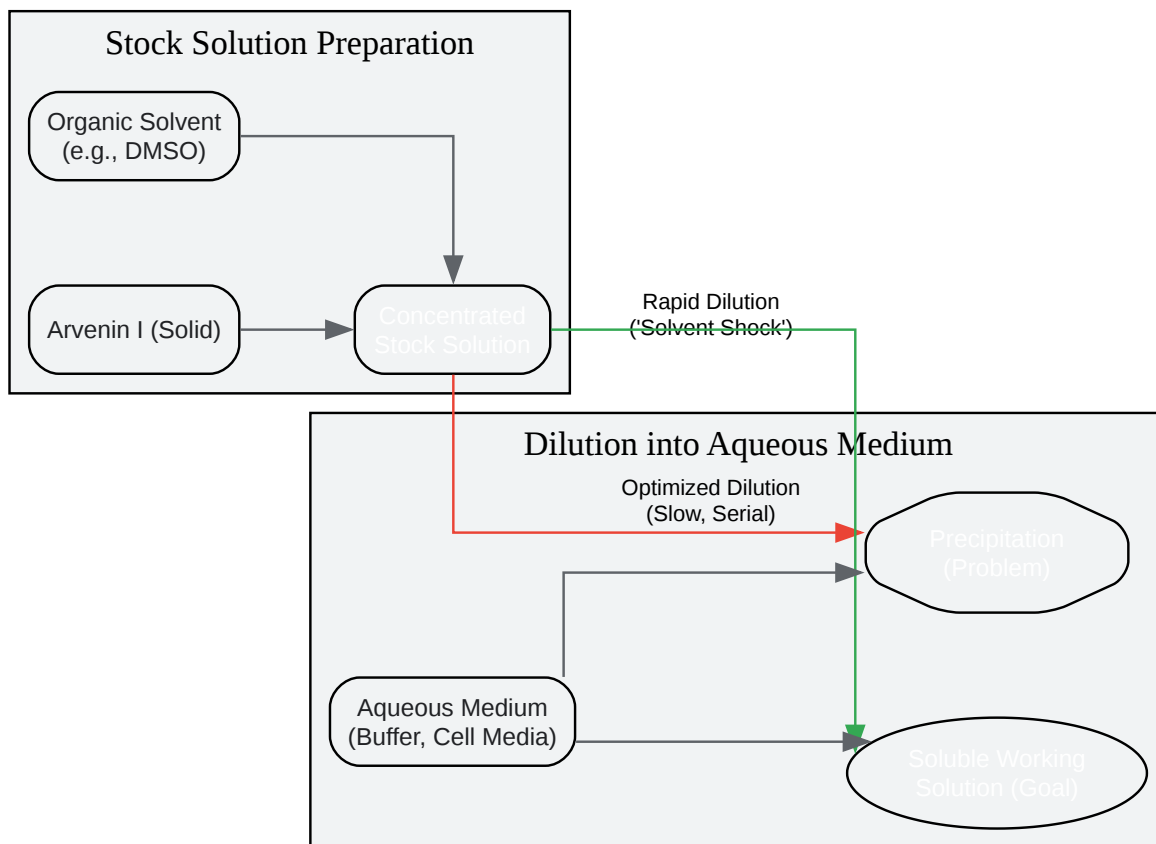 Stock Solution Preparation
Organic Solvent
(e.g., DMSO)
Arvenin I (Solid)
Concentrated
Stock Solution
Rapid Dilution
('Solvent Shock')
Dilution into Aqueous Medium
Optimized Dilution
(Slow, Serial)
Precipitation
(Problem)
Aqueous Medium
(Buffer, Cell Media)
Soluble Working
Solution (Goal)